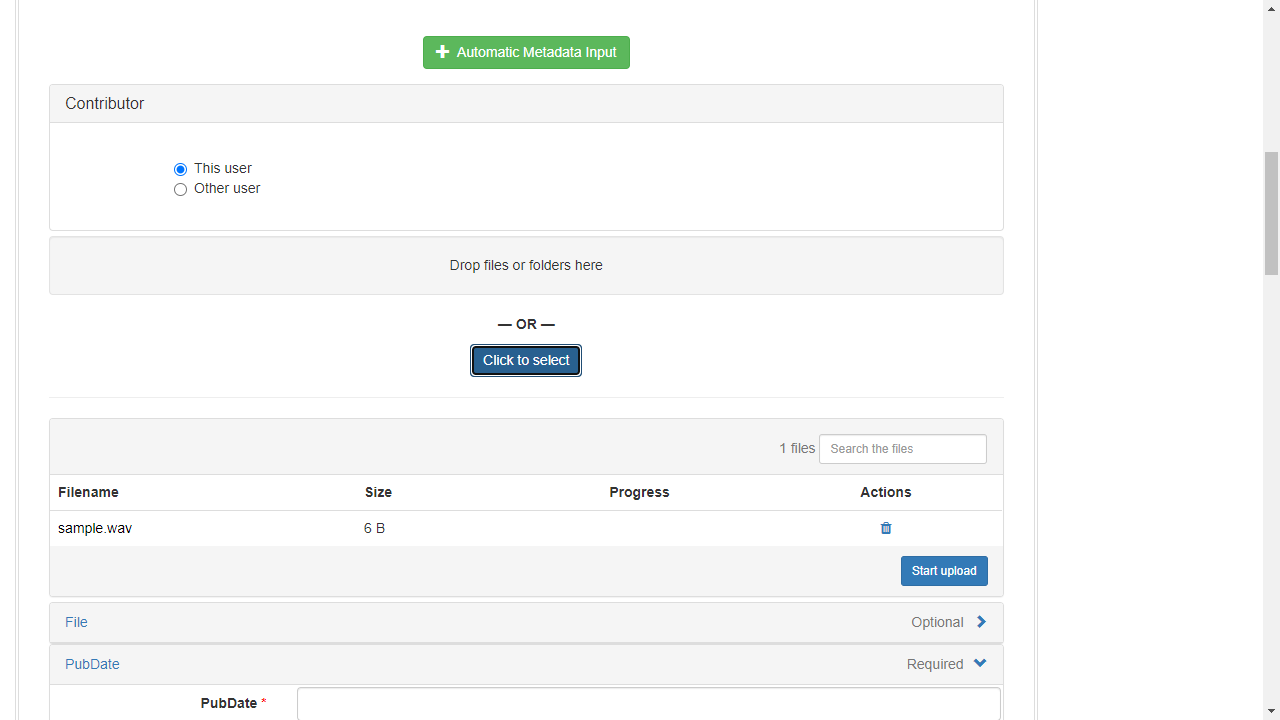 Automatic Metadata Input
Contributor
This user
Other user
Drop files or folders here
— OR —
Click to select
1 files Search the files
Filename Size Progress Actions
sample.wav 6 B
Start upload
File Optional
PubDate Required
PubDate *